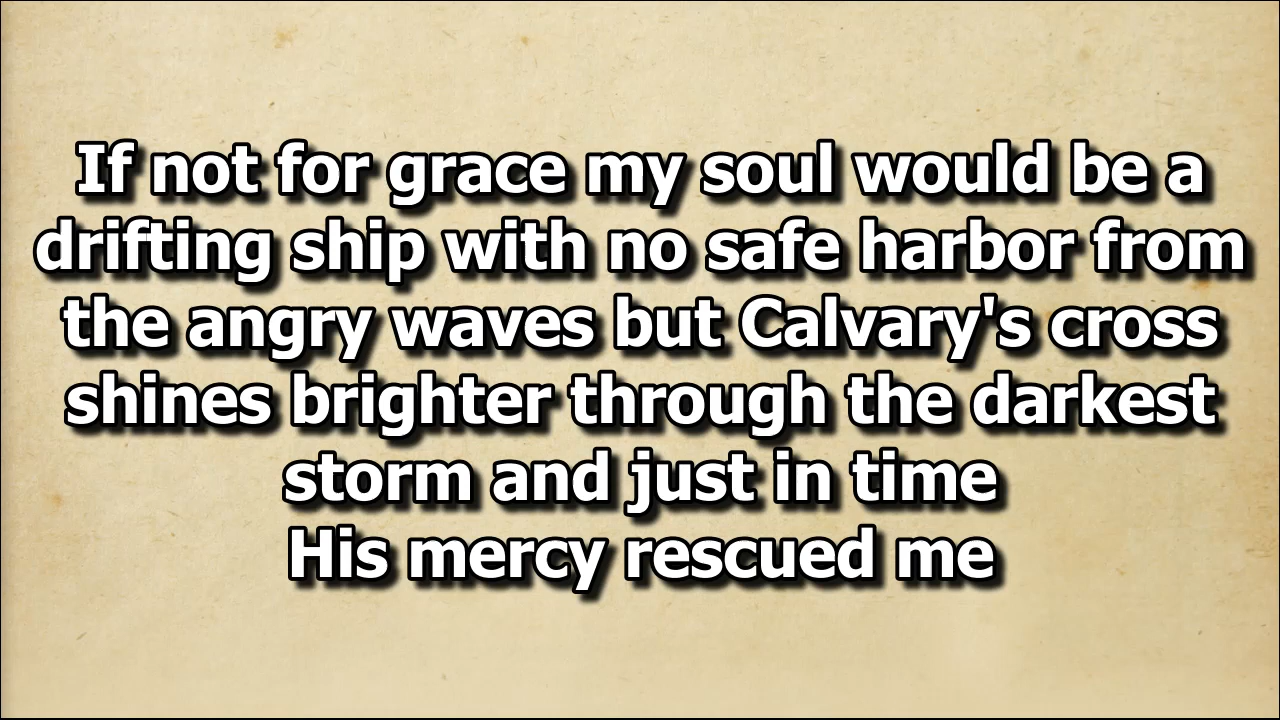 If not for grace my soul would be a
drifting ship with no safe harbor from
the angry waves but Calvary's cross
shines brighter through the darkest
storm and just in time
His mercy rescued me